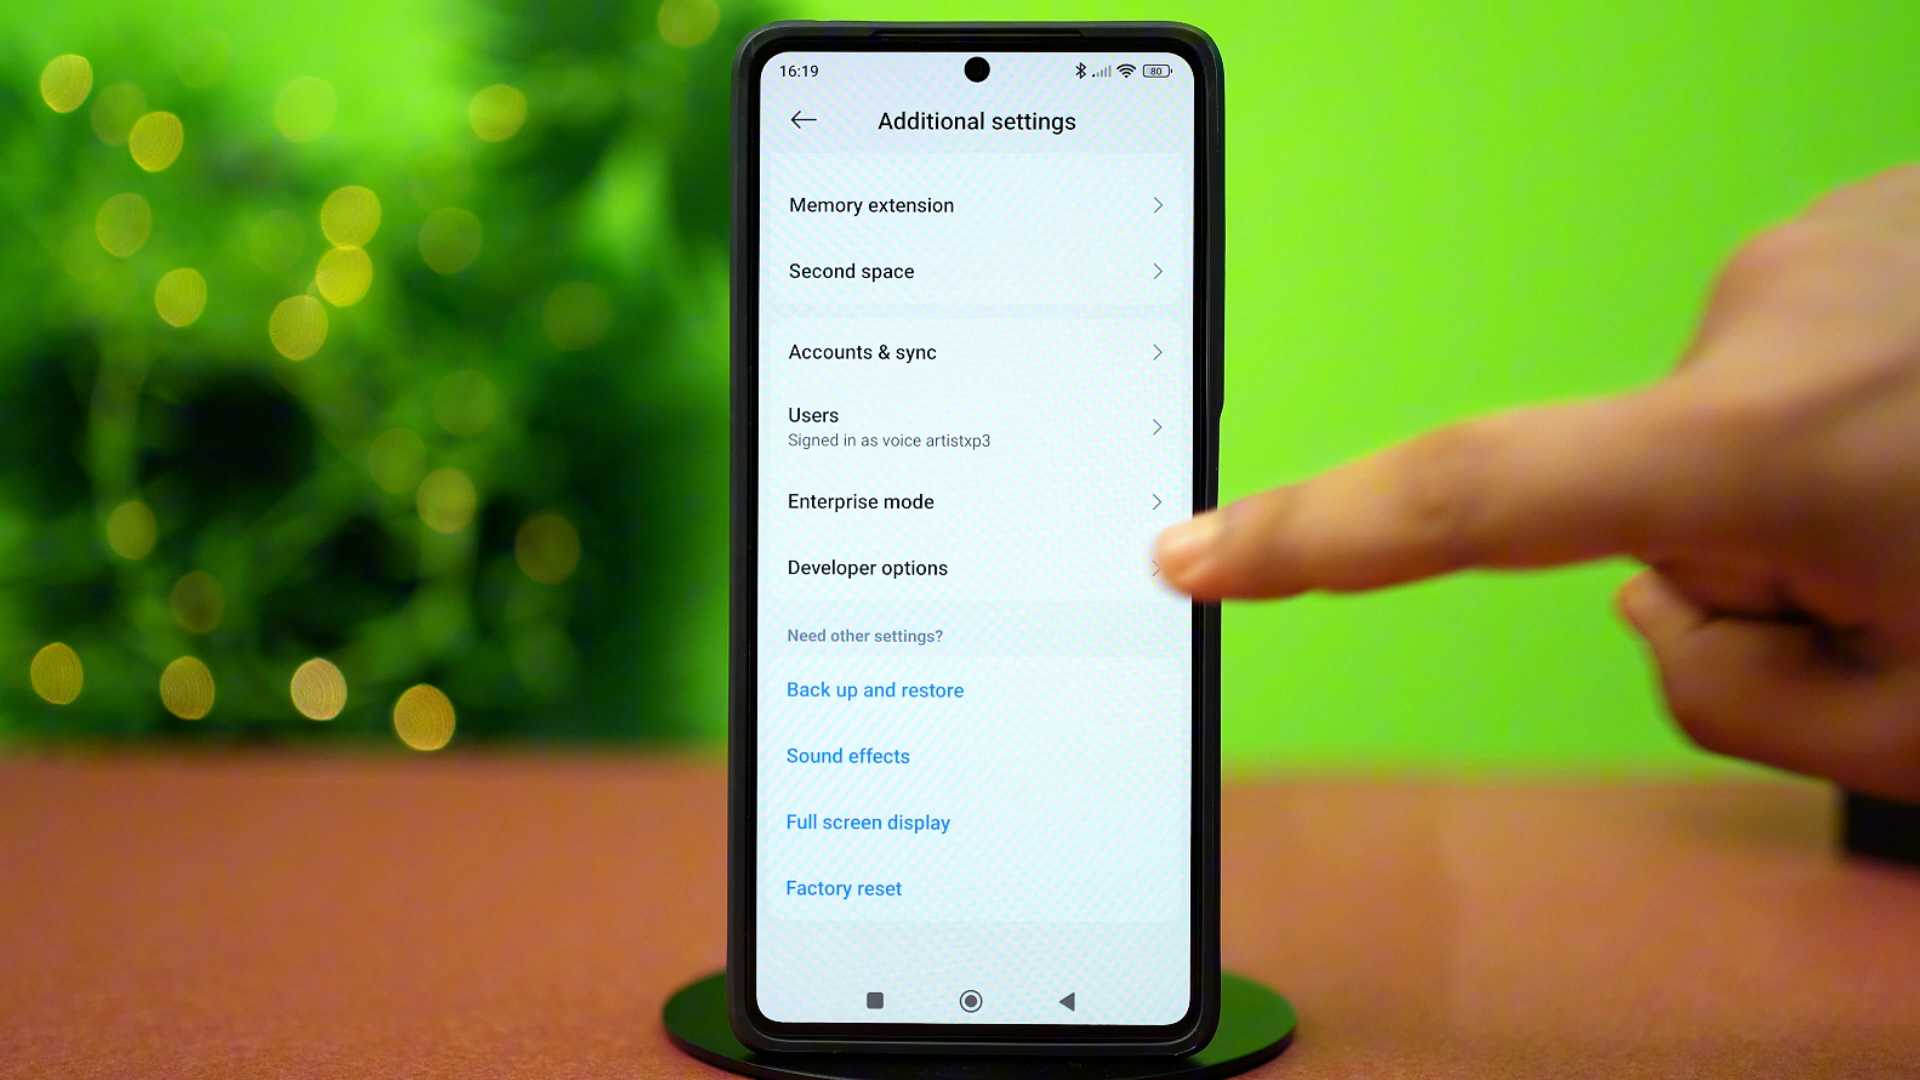 16:19
80
Additional settings
Memory extension
Second space
Accounts & sync
Users
Signed in as voice artistxp3
Enterprise mode
Developer options
Need other settings?
Back up and restore
Sound effects
Full screen display
Factory reset